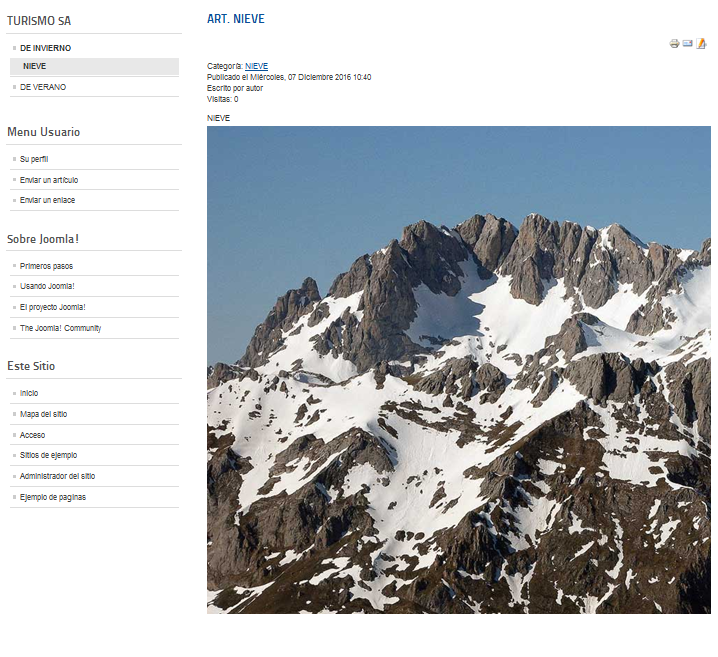 TURISMO SA
DE INVIERNO
NIEVE
DE VERANO
Menu Usuario
Su perfil
Enviar un artículo
Enviar un enlace
Sobre Joomla!
Primeros pasos
Usando Joomla!
El proyecto Joomla!
The Joomla! Community
Este Sitio
Inicio
Mapa del sitio
Acceso
Sitios de ejemplo
Administrador del sitio
Ejemplo de paginas
ART. NIEVE
Categoría: NIEVE
Publicado el Miércoles, 07 Diciembre 2016 10:40
Escrito por autor
Visitas: 0
NIEVE